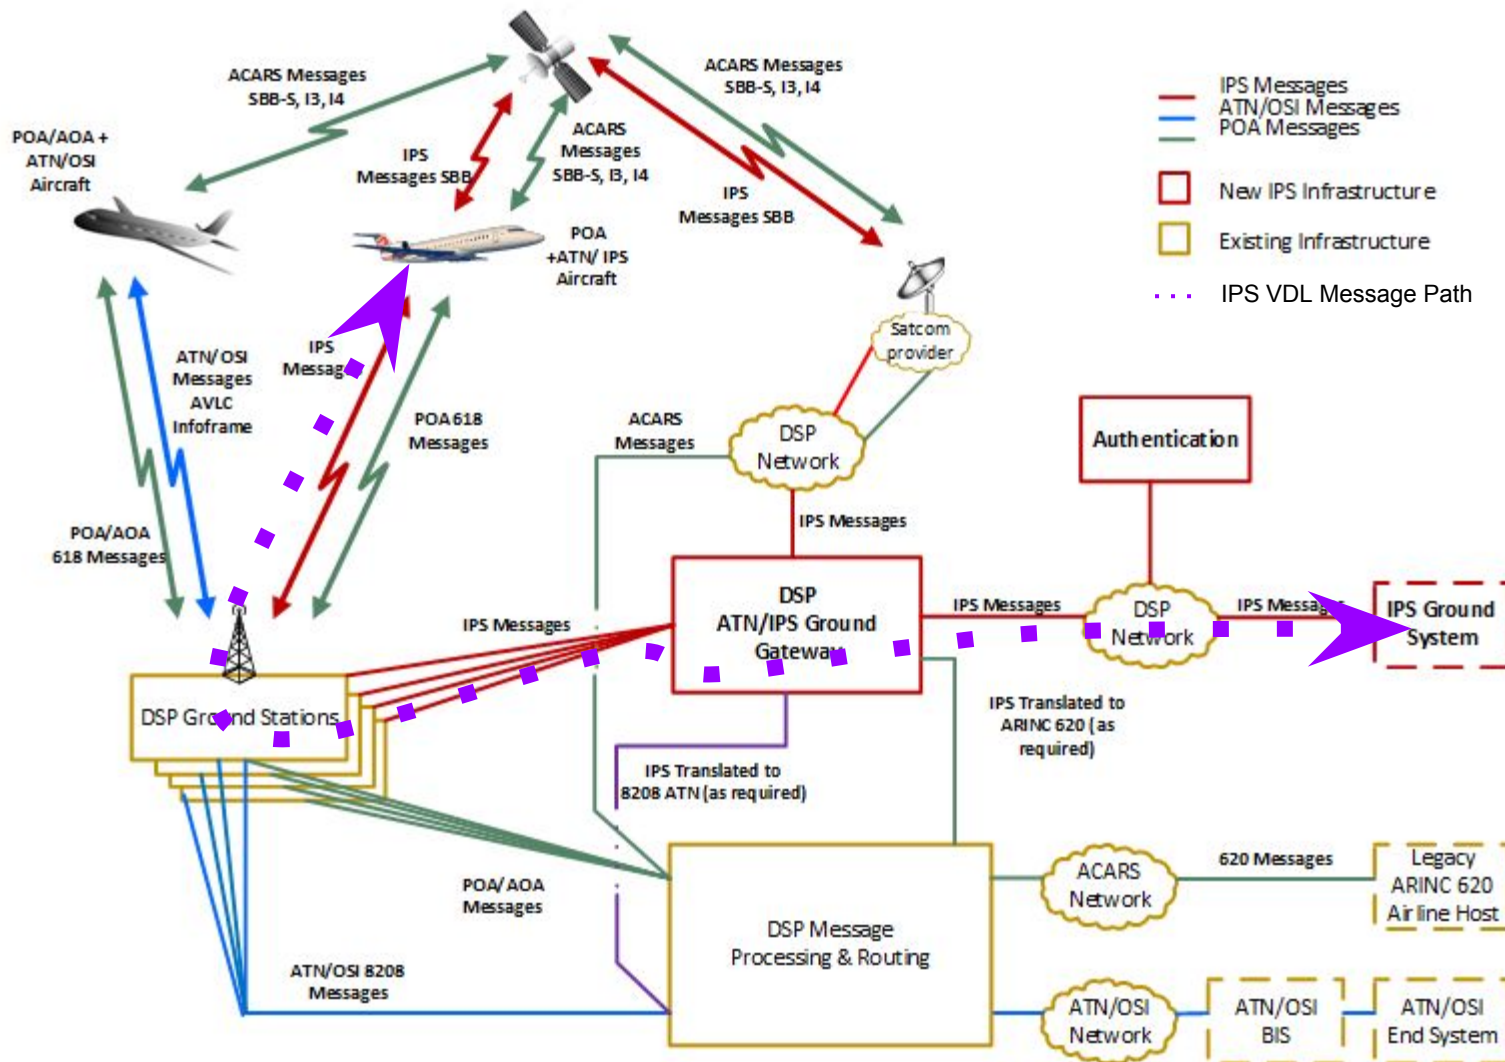 ACARS Messages
SBB-S, I3, I4
ACARS Messages
SBB-S, I3, I4
IPS Messages
ATN/OSI Messages
POA Messages
New IPS Infrastructure
Existing Infrastructure
IPS VDL Message Path
POA/AOA +
ATN/OSI
Aircraft
IPS
Messages SBB
ACARS
Messages
SBB-S, I3, I4
IPS
Messages SBB
POA
+ATN/ IPS
Aircraft
Satcom
provider
ATN/OSI
Messages
AVLC
Infoframe
IPS
Messages
POA 618
Messages
ACARS
Messages
DSP
Network
Authentication
POA/AOA
618 Messages
IPS Messages
IPS Messages
DSP
ATN/IPS Ground
Gateway
IPS Messages
DSP
Network
IPS Messages
IPS Ground
System
DSP Ground Stations
IPS Translated to
ARINC 620 (as
required)
IPS Translated to
8208 ATN (as required)
POA/AOA
Messages
DSP Message
Processing & Routing
ACARS
Network
620 Messages
Legacy
ARINC 620
Airline Host
ATN/OSI 8208
Messages
ATN/OSI
Network
ATN/OSI
BIS
ATN/OSI
End System